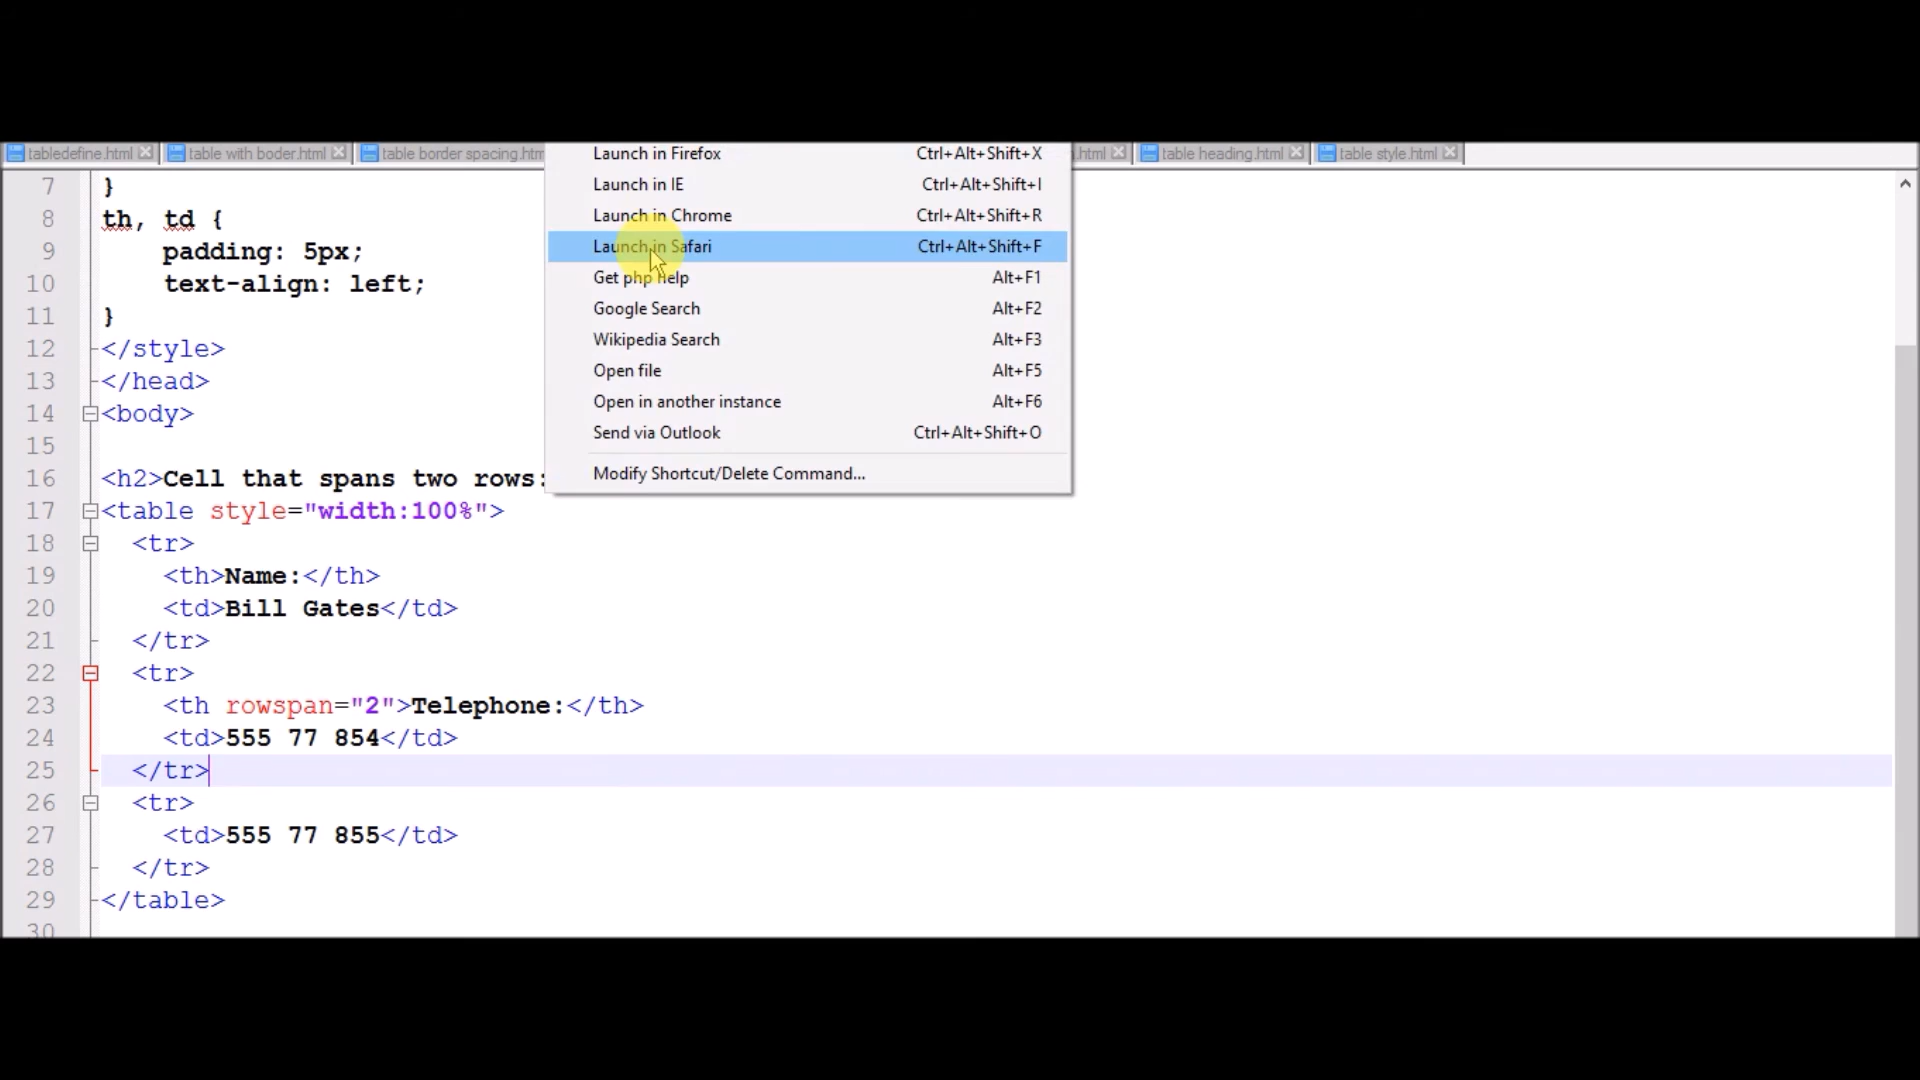 tabledefine.html table with boder.html table border spacing.htm .html table heading.html table style.html
Launch in Firefox Ctrl+Alt+Shift+X
Launch in IE Ctrl+Alt+Shift+I
Launch in Chrome Ctrl+Alt+Shift+R
Launch in Safari Ctrl+Alt+Shift+F
Get php help Alt+F1
Google Search Alt+F2
Wikipedia Search Alt+F3
Open file Alt+F5
Open in another instance Alt+F6
Send via Outlook Ctrl+Alt+Shift+O
Modify Shortcut/Delete Command...
7 }
8 th, td {
9 padding: 5px;
10 text-align: left;
11 }
12 </style>
13 </head>
14 <body>
15
16 <h2>Cell that spans two rows:
17 <table style="width:100%">
18 <tr>
19 <th>Name:</th>
20 <td>Bill Gates</td>
21 </tr>
22 <tr>
23 <th rowspan="2">Telephone:</th>
24 <td>555 77 854</td>
25 </tr>
26 <tr>
27 <td>555 77 855</td>
28 </tr>
29 </table>
30